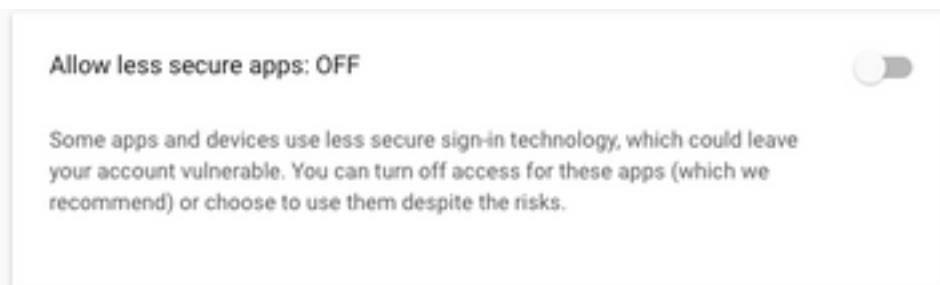 Allow less secure apps: OFF
Some apps and devices use less secure sign-in technology, which could leave
your account vulnerable. You can turn off access for these apps (which we
recommend) or choose to use them despite the risks.